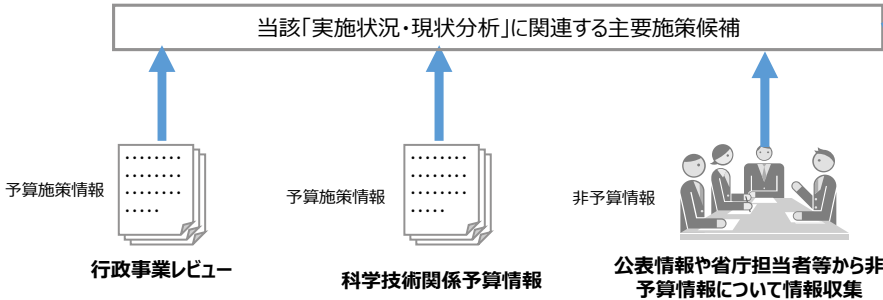 当該「実施状況・現状分析」に関連する主要施策候補
予算施策情報
予算施策情報
非予算情報
行政事業レビュー
科学技術関係予算情報
公表情報や省庁担当者等から非
予算情報について情報収集